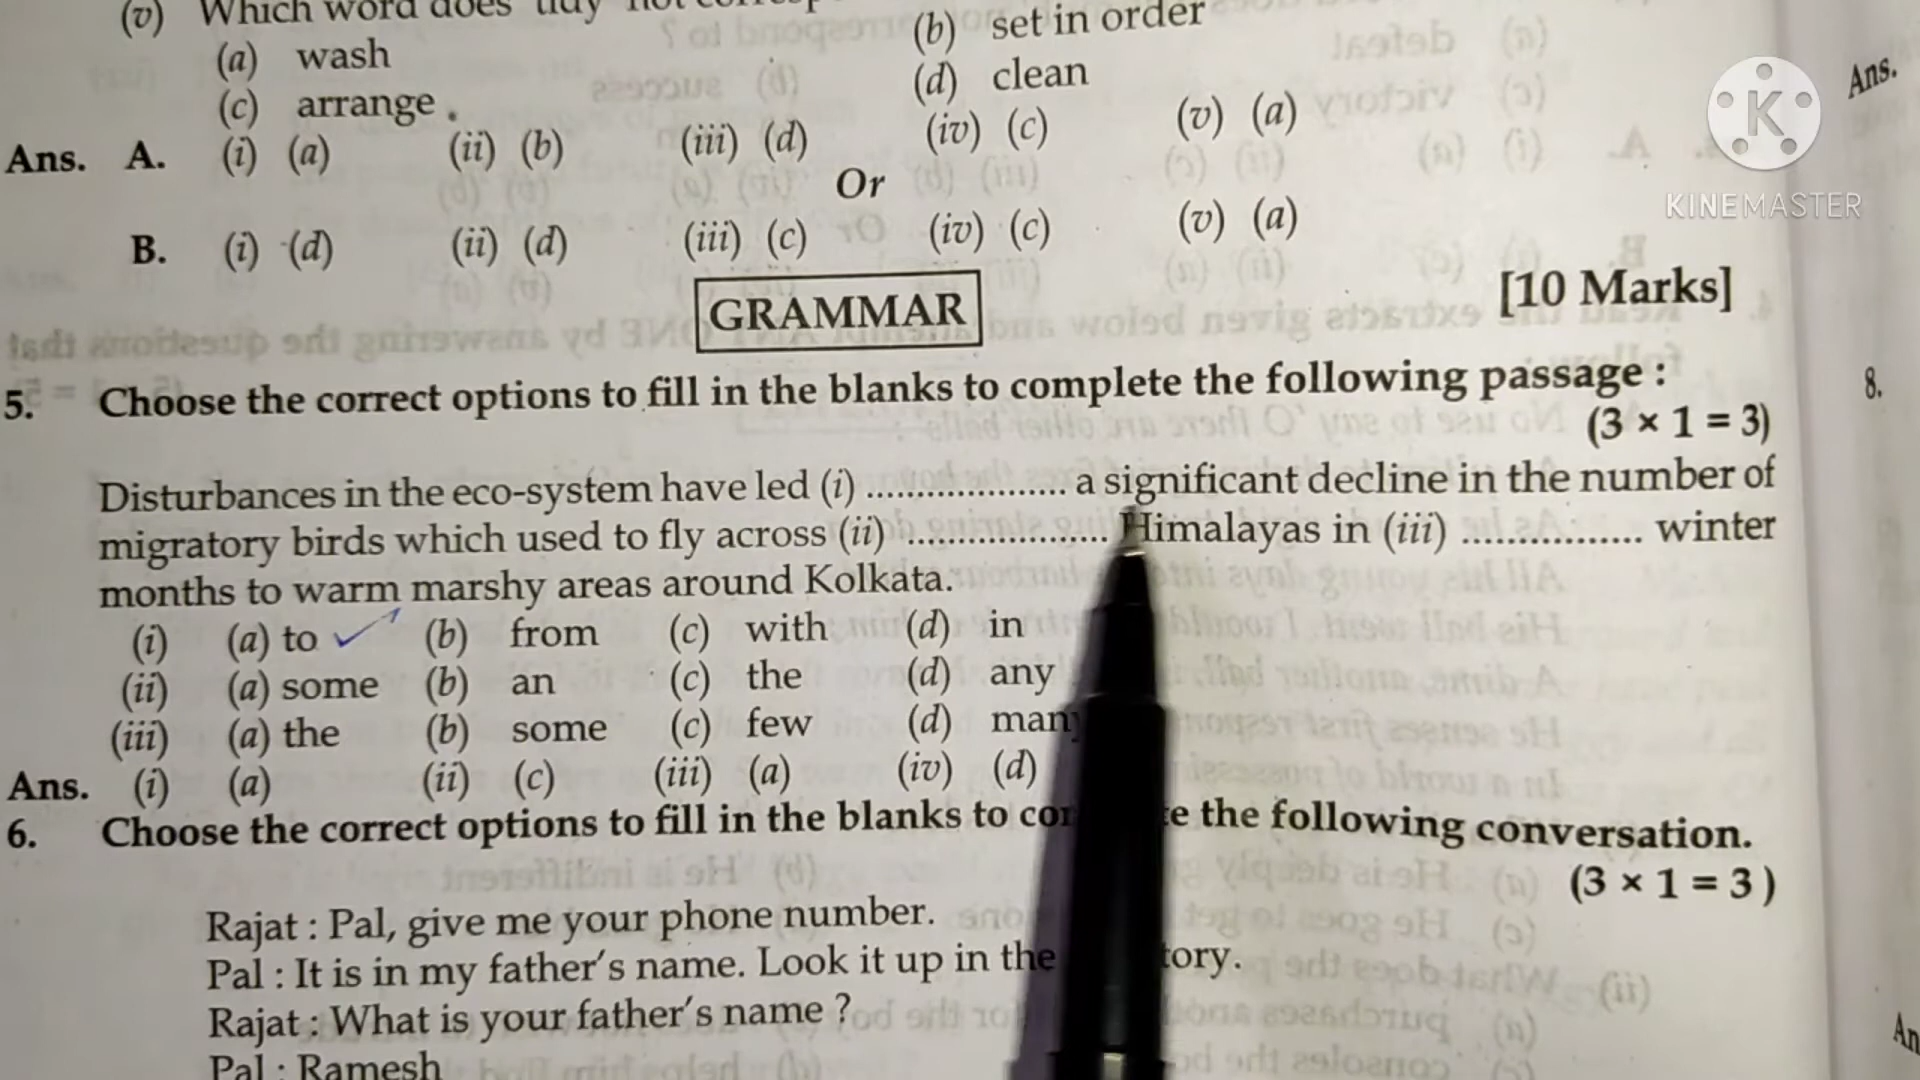 (v) Which word does 'tidy' not
(a) wash (b) set in order
(c) arrange. (d) clean
Ans. A. (i) (a) (ii) (b) (iii) (d) (iv) (c) (v) (a)
Or
B. (i) (d) (ii) (d) (iii) (c) (iv) (c) (v) (a)
GRAMMAR [10 Marks]
5. Choose the correct options to fill in the blanks to complete the following passage :
(3 × 1 = 3)
Disturbances in the eco-system have led (i) .................... a significant decline in the number of
migratory birds which used to fly across (ii) .................... Himalayas in (iii) .................. winter
months to warm marshy areas around Kolkata.
(i) (a) to ✓ (b) from (c) with (d) in
(ii) (a) some (b) an (c) the (d) any
(iii) (a) the (b) some (c) few (d) man
Ans. (i) (a) (ii) (c) (iii) (a) (iv) (d)
6. Choose the correct options to fill in the blanks to the following conversation.
(3 × 1 = 3 )
Rajat : Pal, give me your phone number.
Pal : It is in my father's name. Look it up in the tory.
Rajat : What is your father's name ?
Pal : Ramesh
Ans.
8.
An
K
KINEMASTER